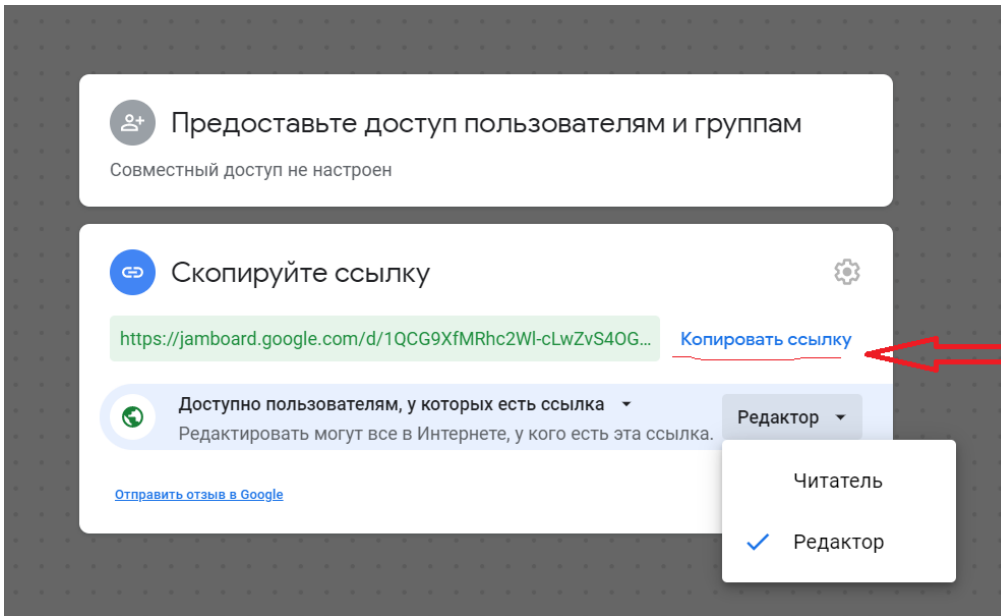 Предоставьте доступ пользователям и группам
Совместный доступ не настроен
Скопируйте ссылку
https://jamboard.google.com/d/1QCG9XfMRhc2Wl-cLwZvS4OG...
Копировать ссылку
Доступно пользователям, у которых есть ссылка
Редактор
Редактировать могут все в Интернете, у кого есть эта ссылка.
Читатель
Отправить отзыв в Google
Редактор